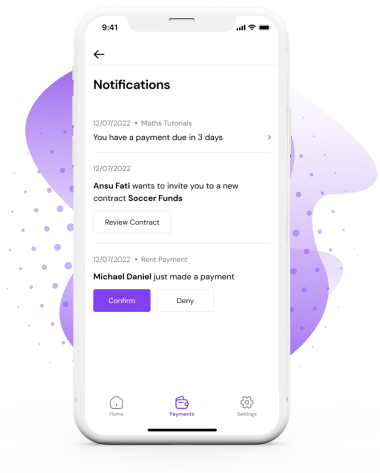 9:41
Notifications
12/07/2022 • Maths Tutorials
You have a payment due in 3 days
12/07/2022
Ansu Fati wants to invite you to a new
contract Soccer Funds
Review Contract
12/07/2022 • Rent Payment
Michael Daniel just made a payment
Confirm Deny
Home Payments Settings